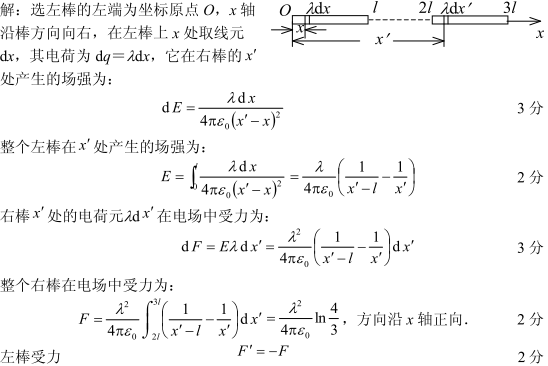 解：选左棒的左端为坐标原点 O，x 轴
沿棒方向向右，在左棒上 x 处取线元
dx，其电荷为 dq＝λdx，它在右棒的 x′
处产生的场强为：
O λdx l 2l λdx′ 3l
x x′ x
dE = λdx / (4πε₀(x′−x)²) 3 分
整个左棒在 x′ 处产生的场强为：
E = ∫₀ˡ λdx / (4πε₀(x′−x)²) = λ/(4πε₀) (1/(x′−l) − 1/x′) 2 分
右棒 x′ 处的电荷元λdx′ 在电场中受力为：
dF = Eλdx′ = λ²/(4πε₀) (1/(x′−l) − 1/x′) dx′ 3 分
整个右棒在电场中受力为：
F = λ²/(4πε₀) ∫₂ₗ³ˡ (1/(x′−l) − 1/x′) dx′ = λ²/(4πε₀) ln 4/3，方向沿 x 轴正向． 2 分
左棒受力 F′ = −F 2 分